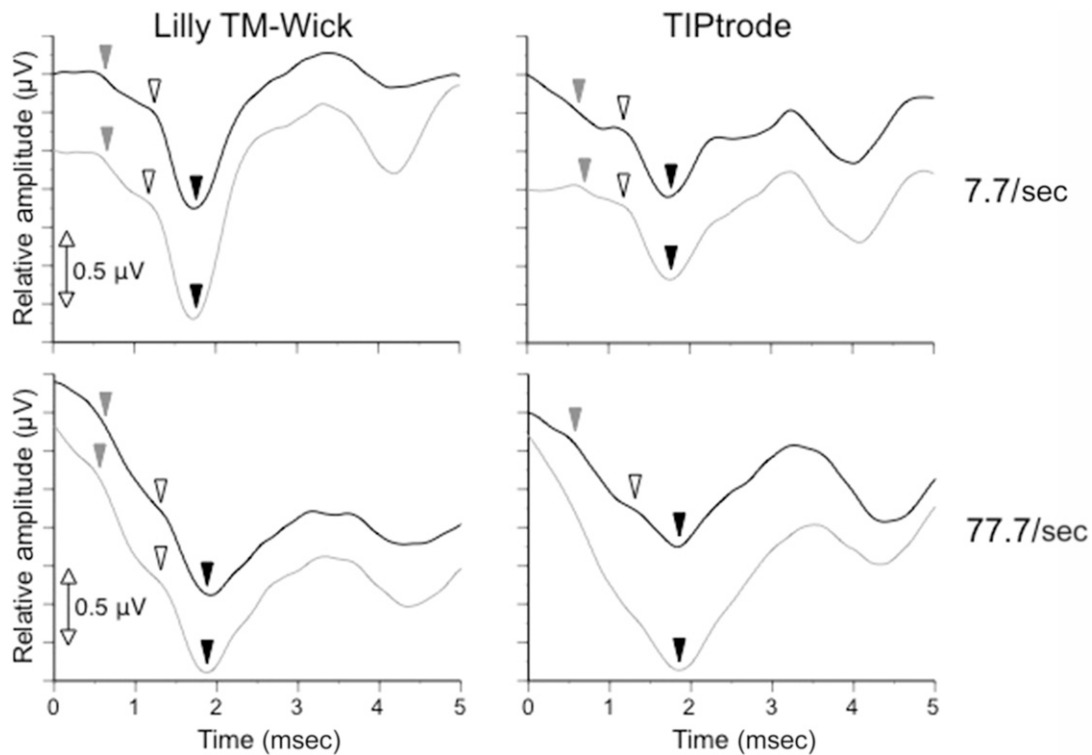 Lilly TM-Wick
TIPtrode
Relative amplitude (µV)
0.5 µV
7.7/sec
Relative amplitude (µV)
0.5 µV
77.7/sec
0 1 2 3 4 5
0 1 2 3 4 5
Time (msec)
Time (msec)